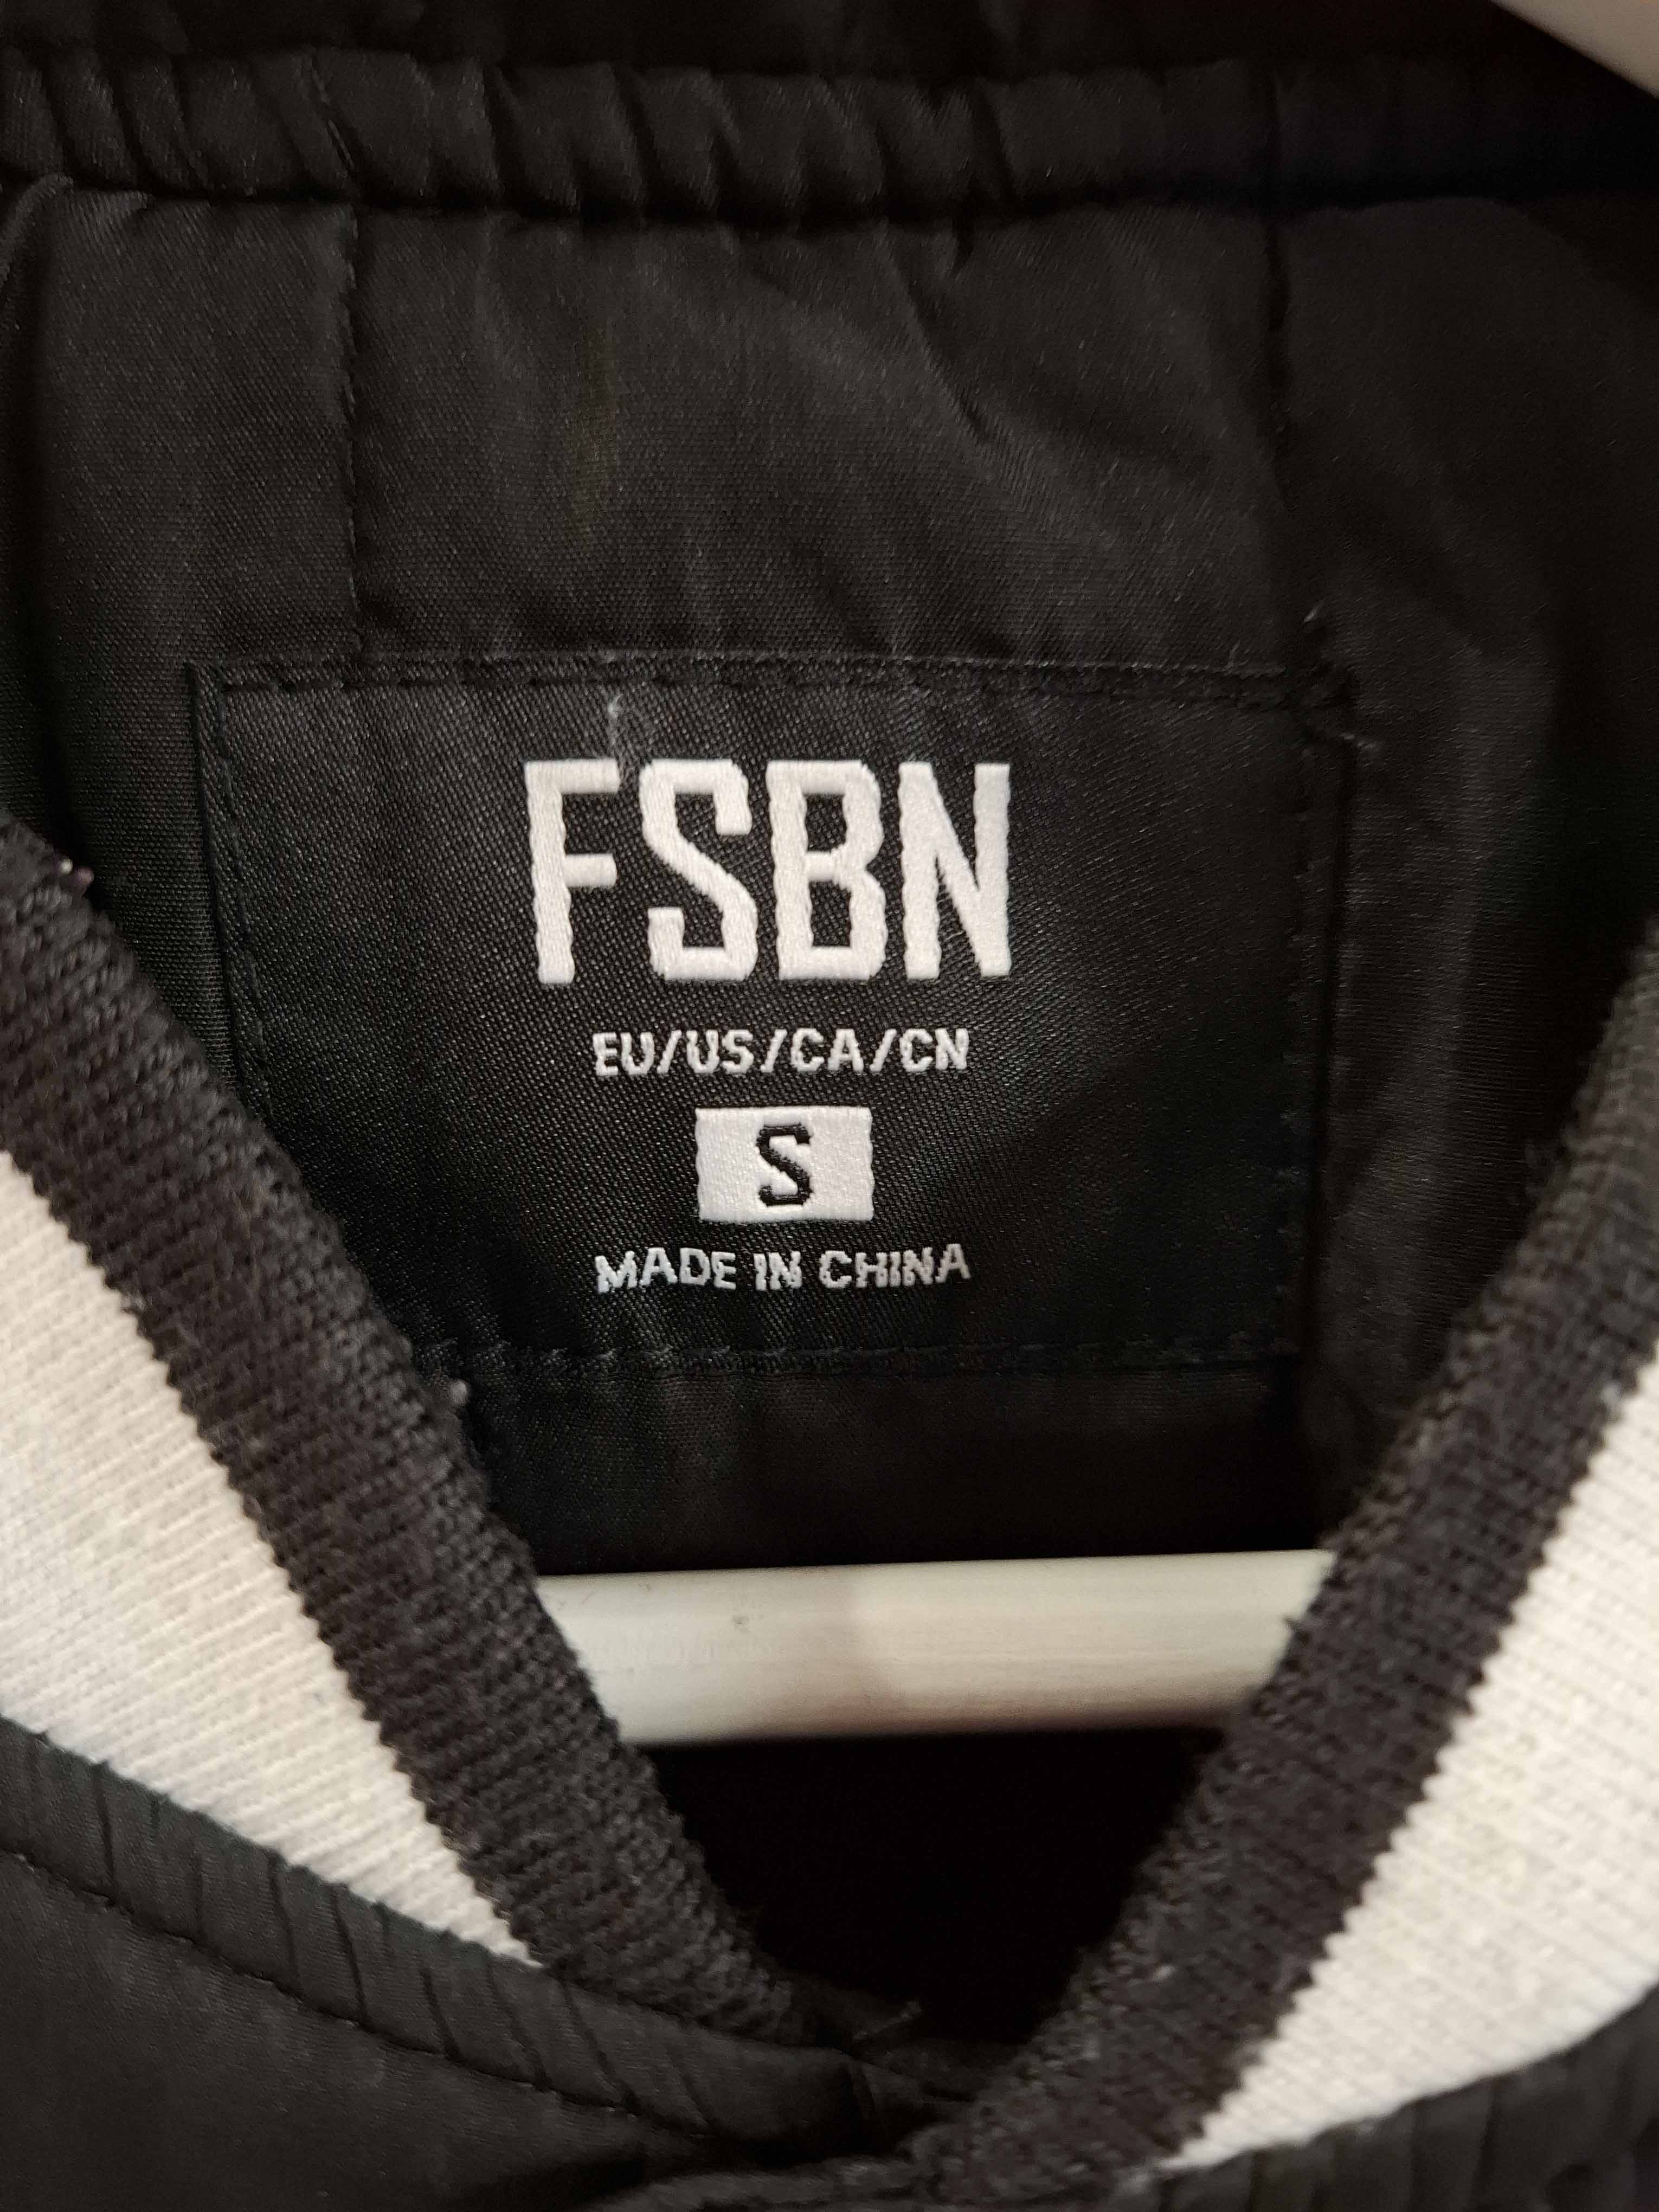 FSBN
EU/US/CA/CN
S
MADE IN CHINA